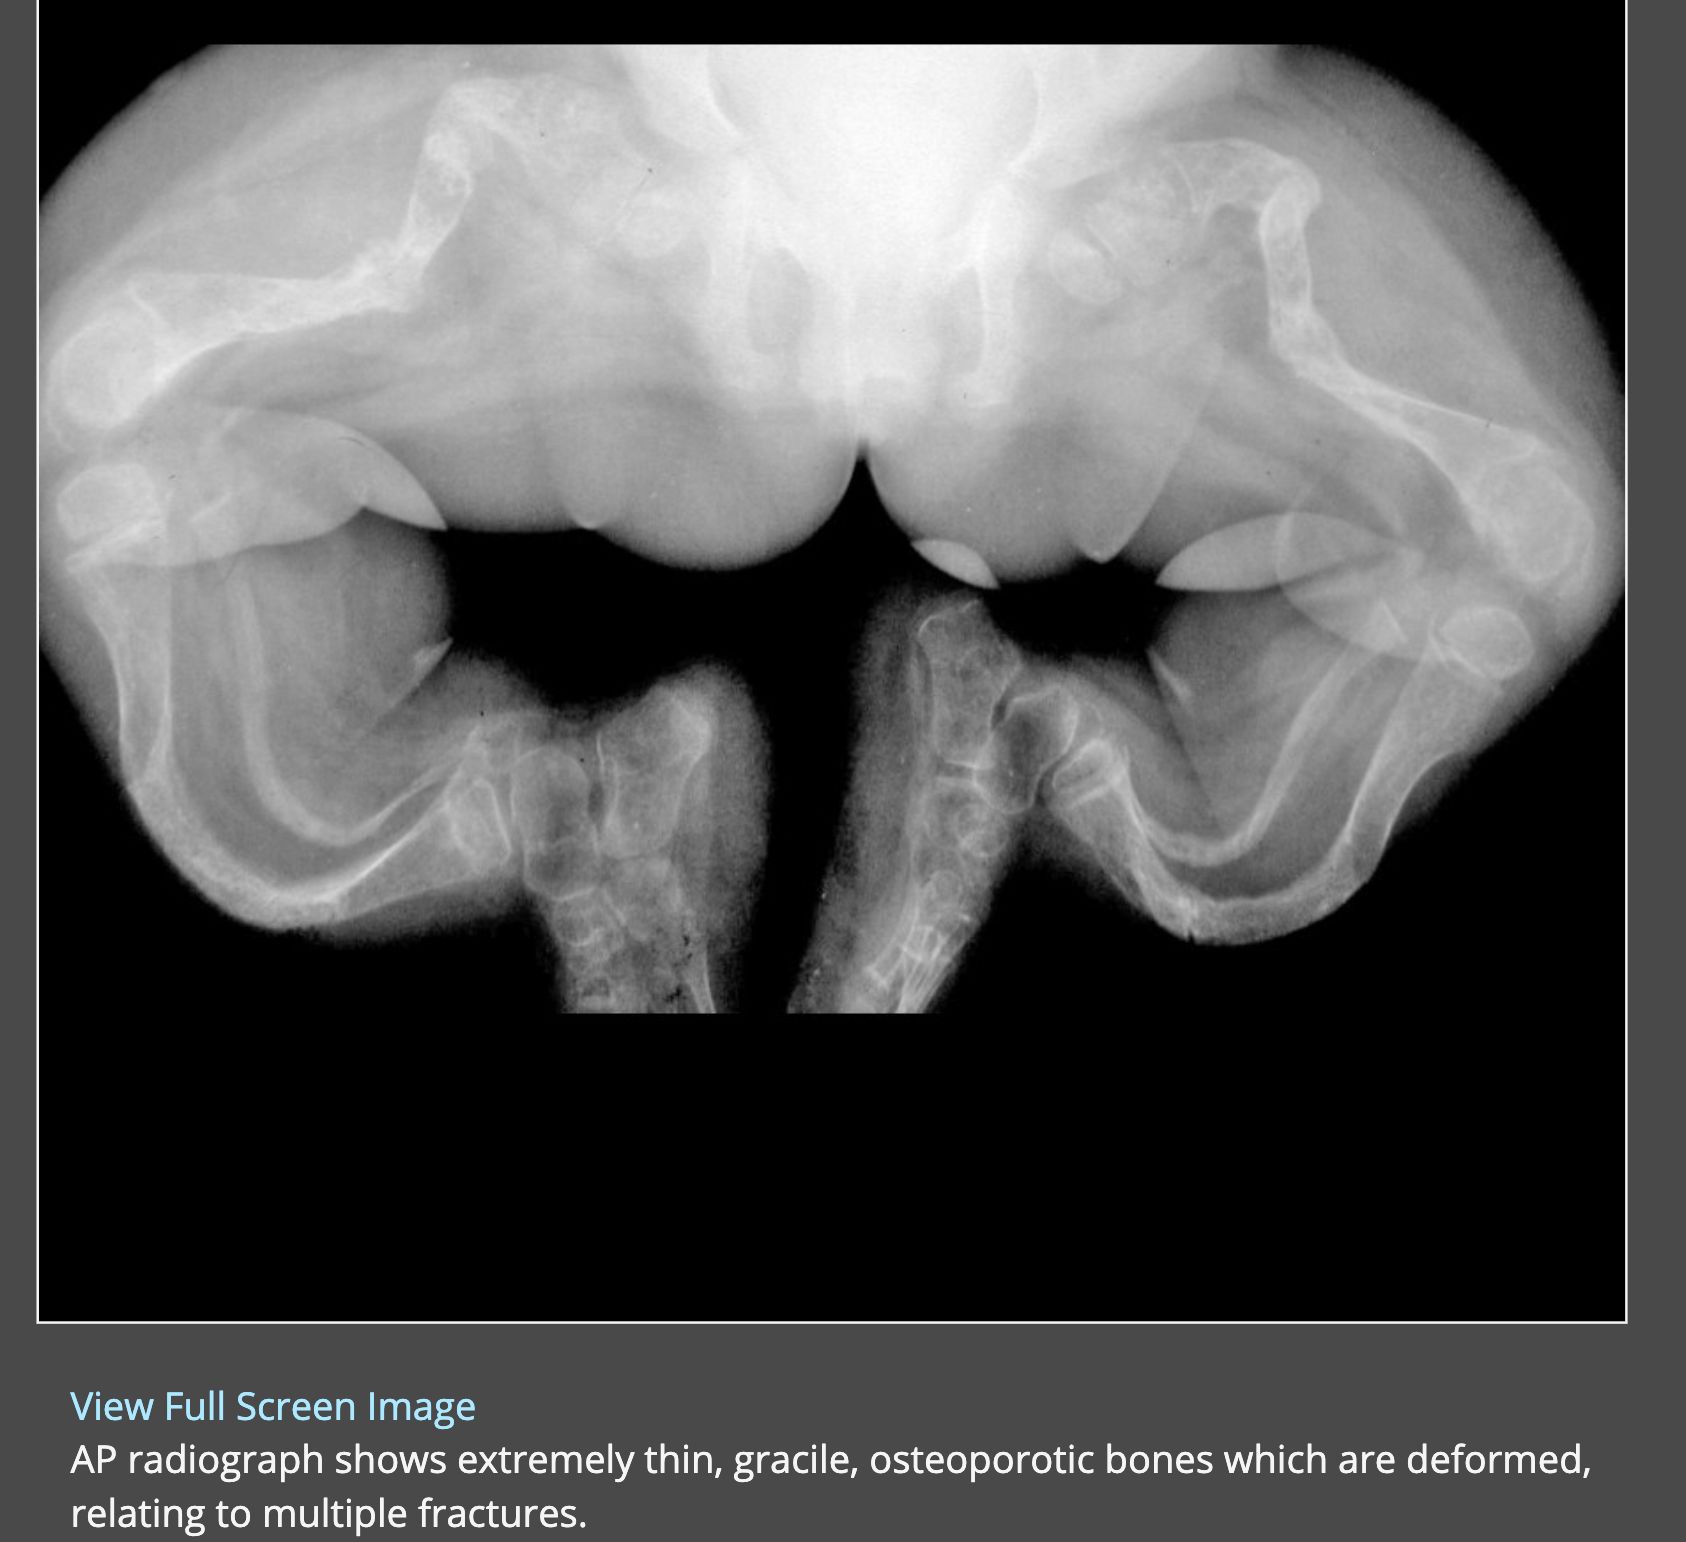 View Full Screen Image
AP radiograph shows extremely thin, gracile, osteoporotic bones which are deformed,
relating to multiple fractures.